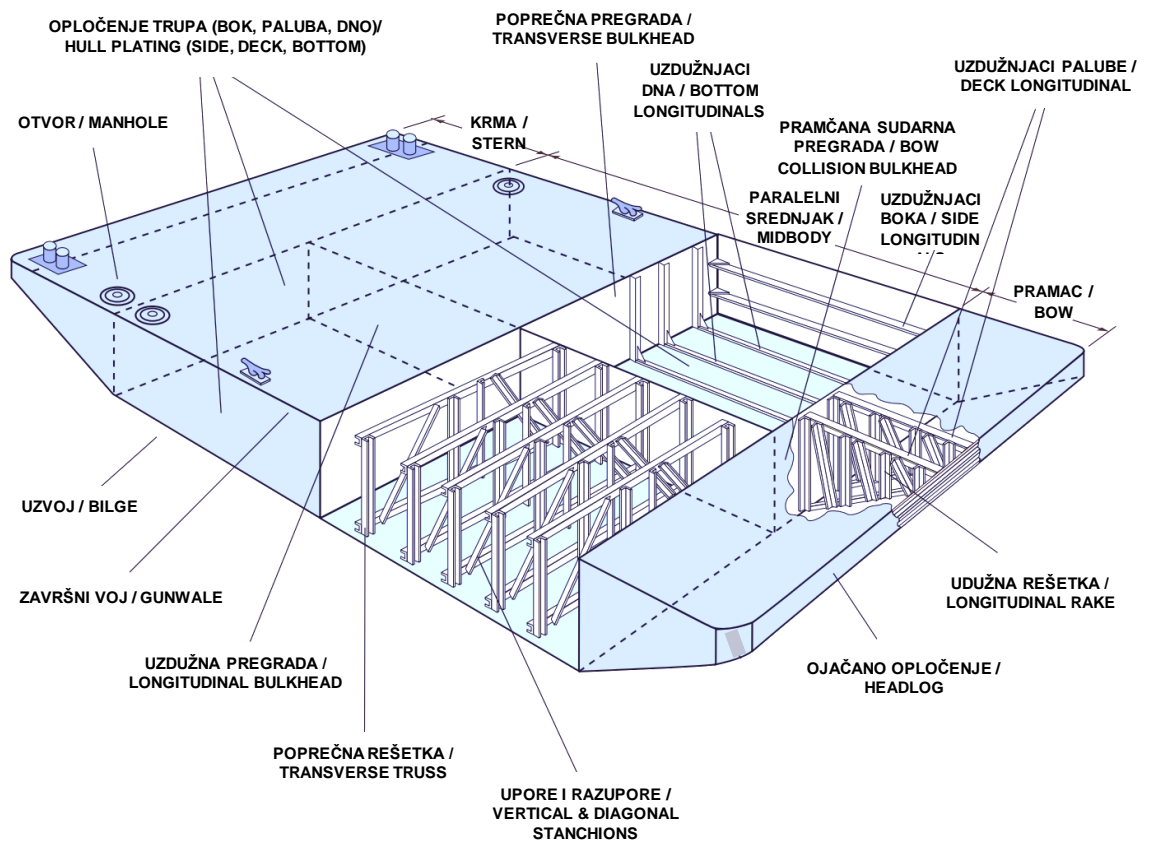 OPLOČENJE TRUPA (BOK, PALUBA, DNO)/
HULL PLATING (SIDE, DECK, BOTTOM)
POPREČNA PREGRADA /
TRANSVERSE BULKHEAD
UZDUŽNJACI
DNA / BOTTOM
LONGITUDINALS
UZDUŽNJACI PALUBE /
DECK LONGITUDINAL
OTVOR / MANHOLE
KRMA /
STERN
PRAMČANA SUDARNA
PREGRADA / BOW
COLLISION BULKHEAD
PARALELNI
SREDNJAK /
MIDBODY
UZDUŽNJACI
BOKA / SIDE
LONGITUDIN
PRAMAC /
BOW
UZVOJ / BILGE
ZAVRŠNI VOJ / GUNWALE
UZDUŽNA PREGRADA /
LONGITUDINAL BULKHEAD
POPREČNA REŠETKA /
TRANSVERSE TRUSS
UPORE I RAZUPORE /
VERTICAL & DIAGONAL
STANCHIONS
UDUŽNA REŠETKA /
LONGITUDINAL RAKE
OJAČANO OPLOČENJE /
HEADLOG